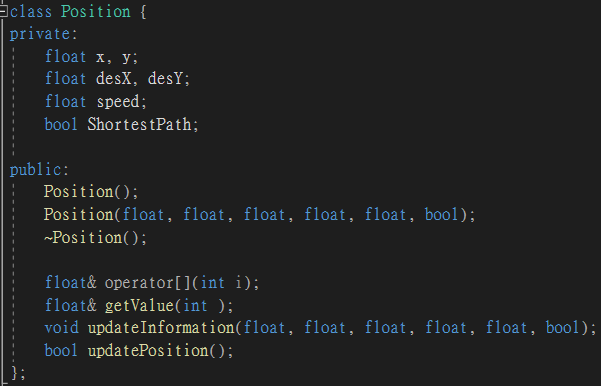 class Position {
private:
float x, y;
float desX, desY;
float speed;
bool ShortestPath;
public:
Position();
Position(float, float, float, float, float, bool);
~Position();
float& operator[](int i);
float& getValue(int );
void updateInformation(float, float, float, float, float, bool);
bool updatePosition();
};